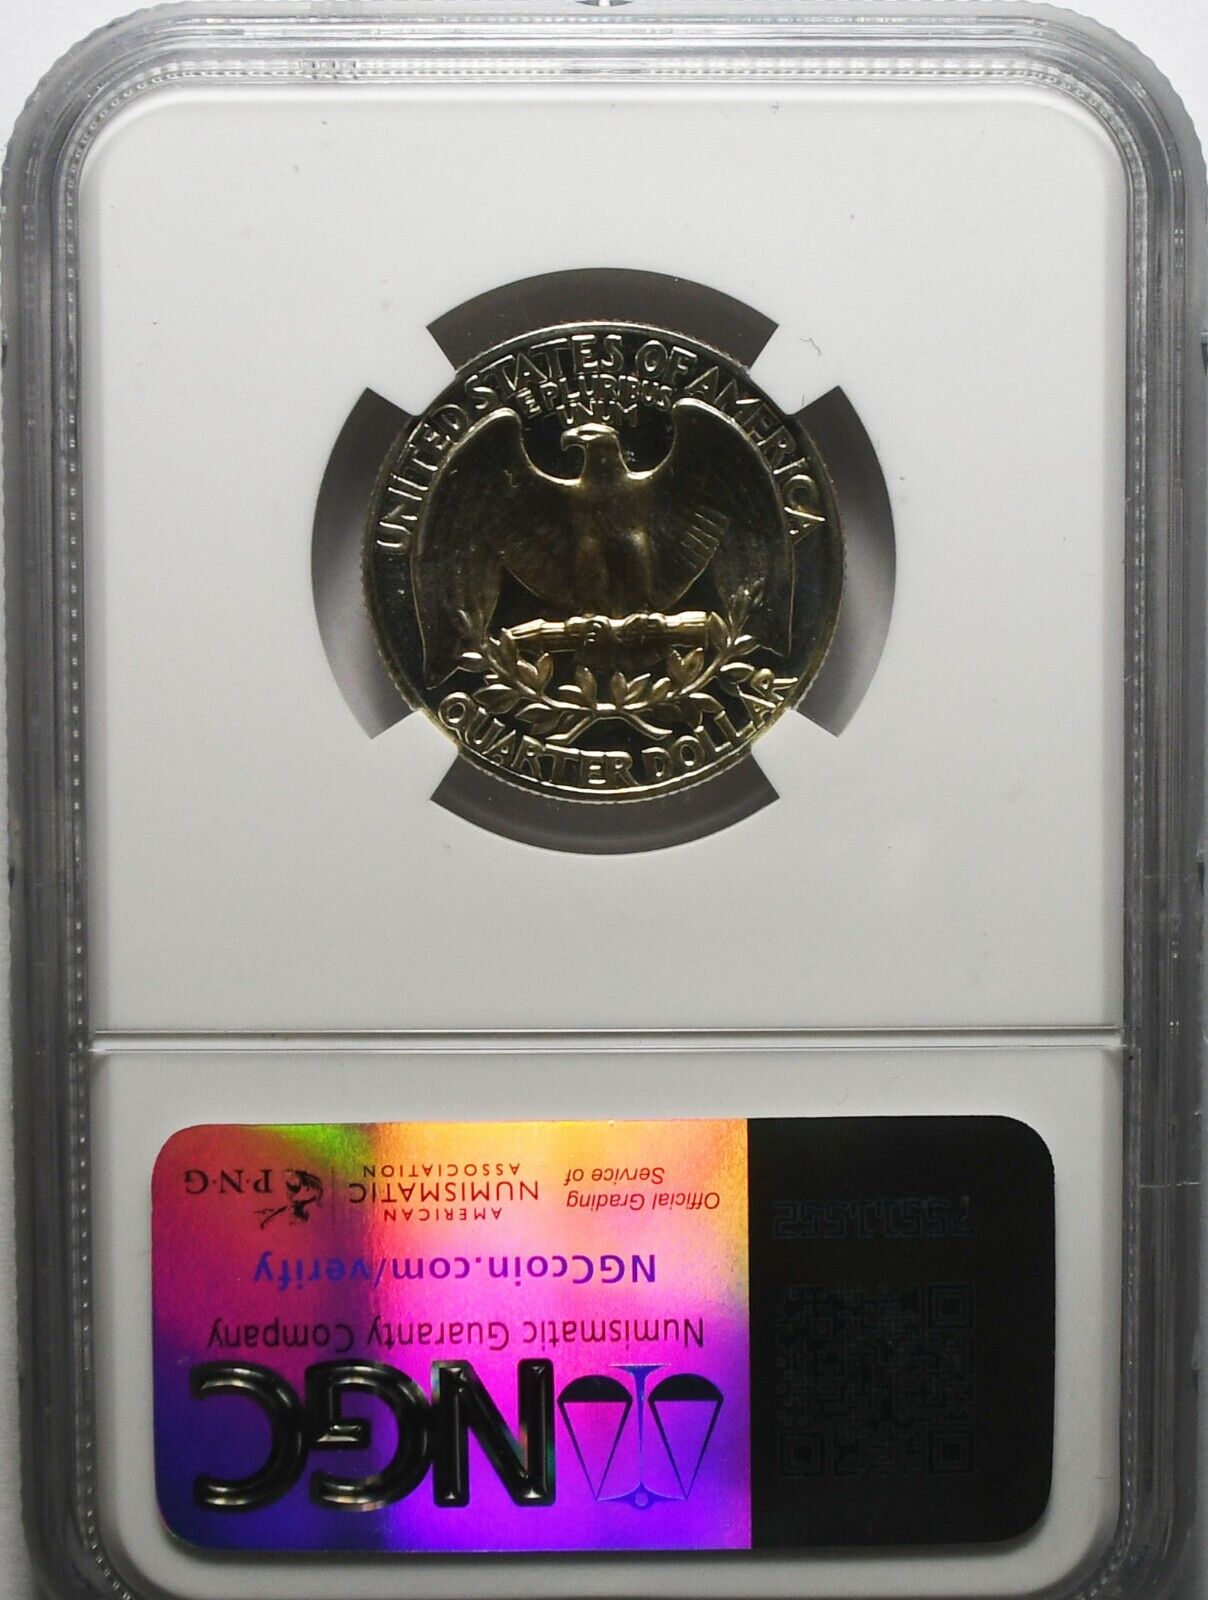 UNITED STATES OF AMERICA
E PLURIBUS
UNUM
QUARTER DOLLAR
NGC
Numismatic Guaranty Company
NGCcoin.com/verify
Official Grading
Service of
AMERICAN
NUMISMATIC
ASSOCIATION
P·N·G